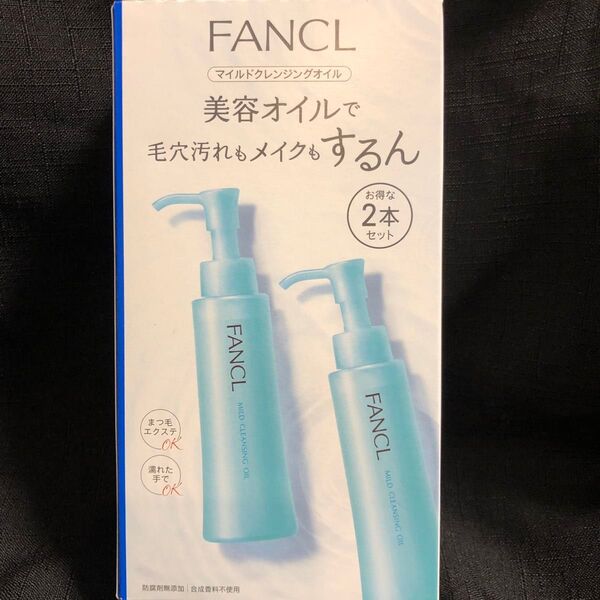 FANCL
マイルドクレンジングオイル
美容オイルで
毛穴汚れもメイクもするん
お得な
2本
セット
FANCL
MILD CLEANSING OIL
FANCL
MILD CLEANSING OIL
まつ毛
エクステ
OK
濡れた
手で
OK
防腐剤無添加｜合成香料不使用